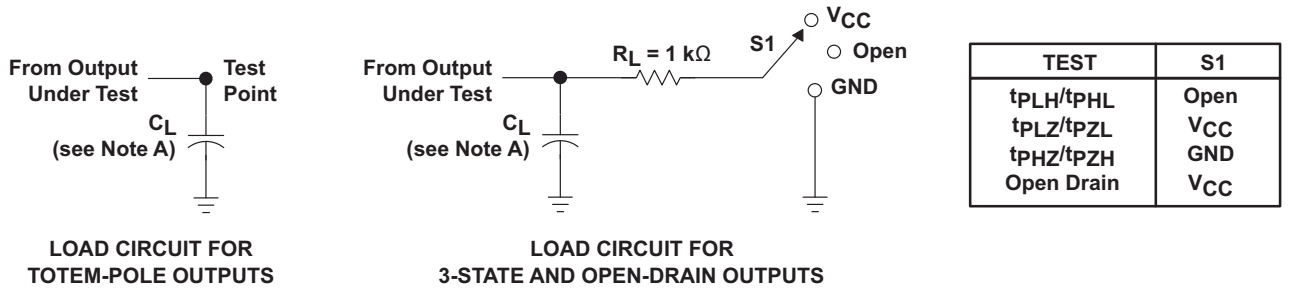 From Output
Under Test
Test
Point
CL
(see Note A)
LOAD CIRCUIT FOR
TOTEM-POLE OUTPUTS
From Output
Under Test
RL = 1 kΩ
S1
VCC
Open
GND
CL
(see Note A)
LOAD CIRCUIT FOR
3-STATE AND OPEN-DRAIN OUTPUTS
TEST S1
tPLH/tPHL Open
tPLZ/tPZL VCC
tPHZ/tPZH GND
Open Drain VCC